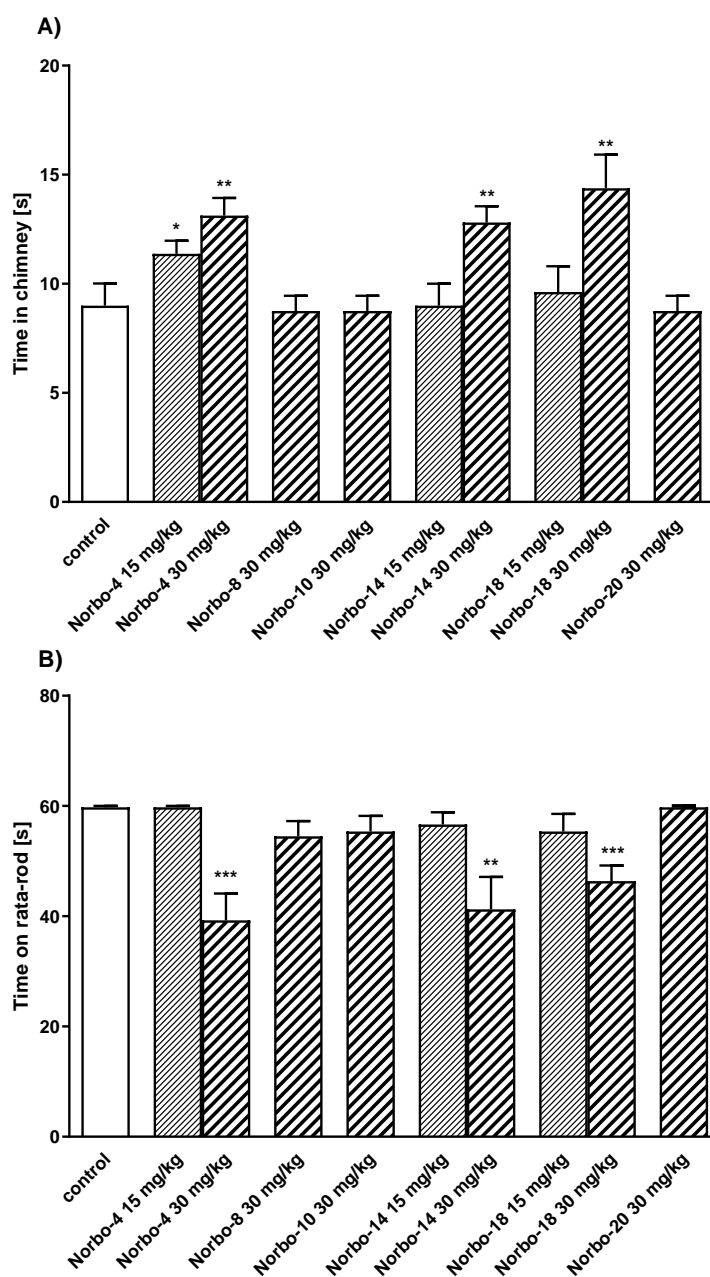 A)
20
15
10
5
0
Time in chimney [s]
*
**
**
**
control
Norbo-4 15 mg/kg
Norbo-4 30 mg/kg
Norbo-8 30 mg/kg
Norbo-10 30 mg/kg
Norbo-14 15 mg/kg
Norbo-14 30 mg/kg
Norbo-18 15 mg/kg
Norbo-18 30 mg/kg
Norbo-20 30 mg/kg
B)
80
60
40
20
0
Time on rata-rod [s]
***
**
***
control
Norbo-4 15 mg/kg
Norbo-4 30 mg/kg
Norbo-8 30 mg/kg
Norbo-10 30 mg/kg
Norbo-14 15 mg/kg
Norbo-14 30 mg/kg
Norbo-18 15 mg/kg
Norbo-18 30 mg/kg
Norbo-20 30 mg/kg